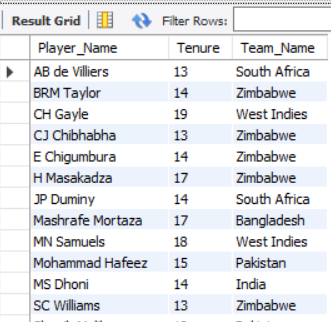 Result Grid Filter Rows:
Player_Name Tenure Team_Name
AB de Villiers 13 South Africa
BRM Taylor 14 Zimbabwe
CH Gayle 19 West Indies
CJ Chibhabha 13 Zimbabwe
E Chigumbura 14 Zimbabwe
H Masakadza 17 Zimbabwe
JP Duminy 14 South Africa
Mashrafe Mortaza 17 Bangladesh
MN Samuels 18 West Indies
Mohammad Hafeez 15 Pakistan
MS Dhoni 14 India
SC Williams 13 Zimbabwe